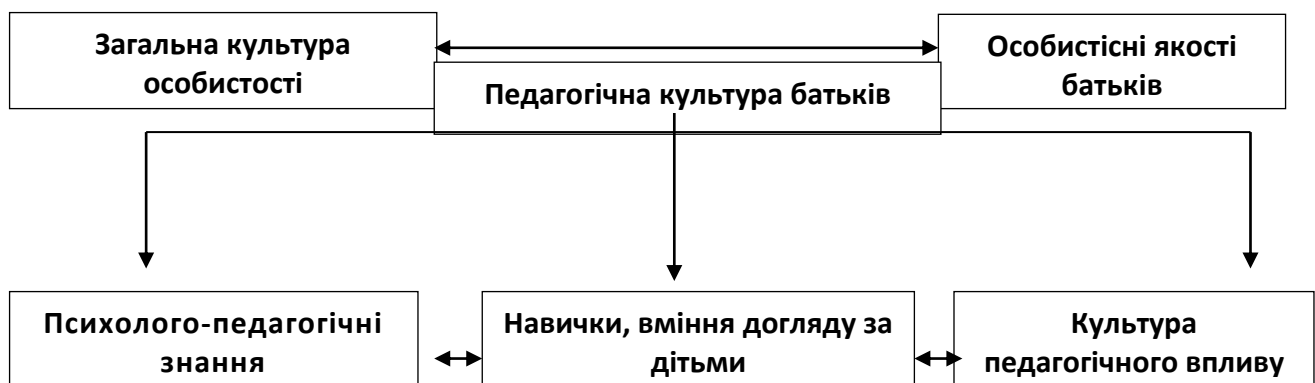 Загальна культура
особистості
Особистісні якості
батьків
Педагогічна культура батьків
Психолого-педагогічні
знання
Навички, вміння догляду за
дітьми
Культура
педагогічного впливу